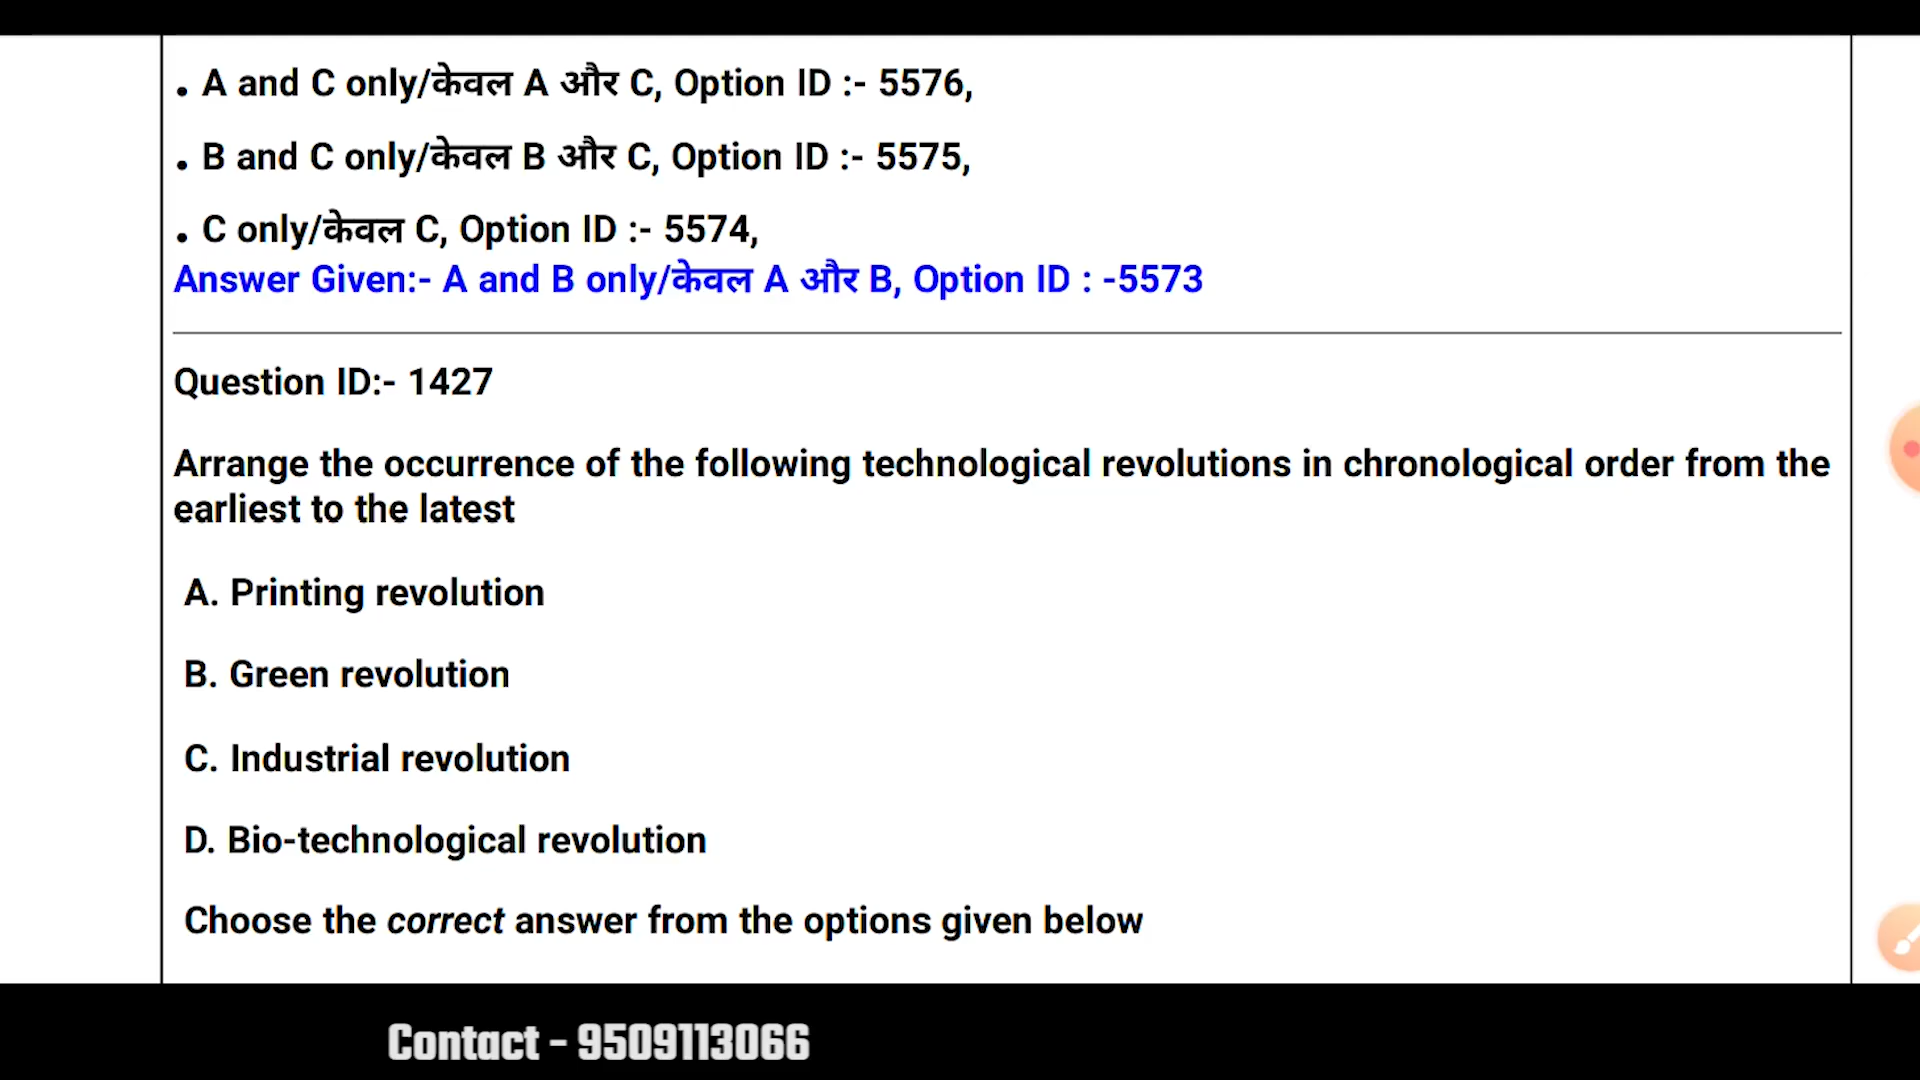 . A and C only/केवल A और C, Option ID :- 5576,
. B and C only/केवल B और C, Option ID :- 5575,
. C only/केवल C, Option ID :- 5574,
Answer Given:- A and B only/केवल A और B, Option ID : -5573
Question ID:- 1427
Arrange the occurrence of the following technological revolutions in chronological order from the
earliest to the latest
A. Printing revolution
B. Green revolution
C. Industrial revolution
D. Bio-technological revolution
Choose the correct answer from the options given below
Contact - 9509113066